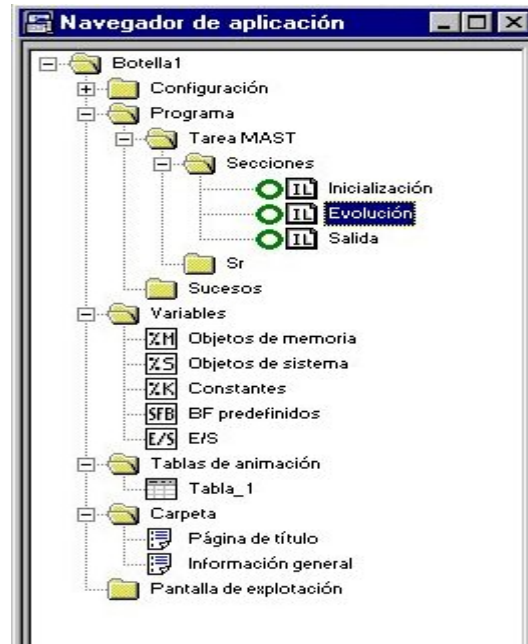 Navegador de aplicación
Botella1
Configuración
Programa
Tarea MAST
Secciones
IL Inicialización
IL Evolución
IL Salida
Sr
Sucesos
Variables
%M Objetos de memoria
%S Objetos de sistema
%K Constantes
SFB BF predefinidos
E/S E/S
Tablas de animación
Tabla_1
Carpeta
Página de título
Información general
Pantalla de explotación